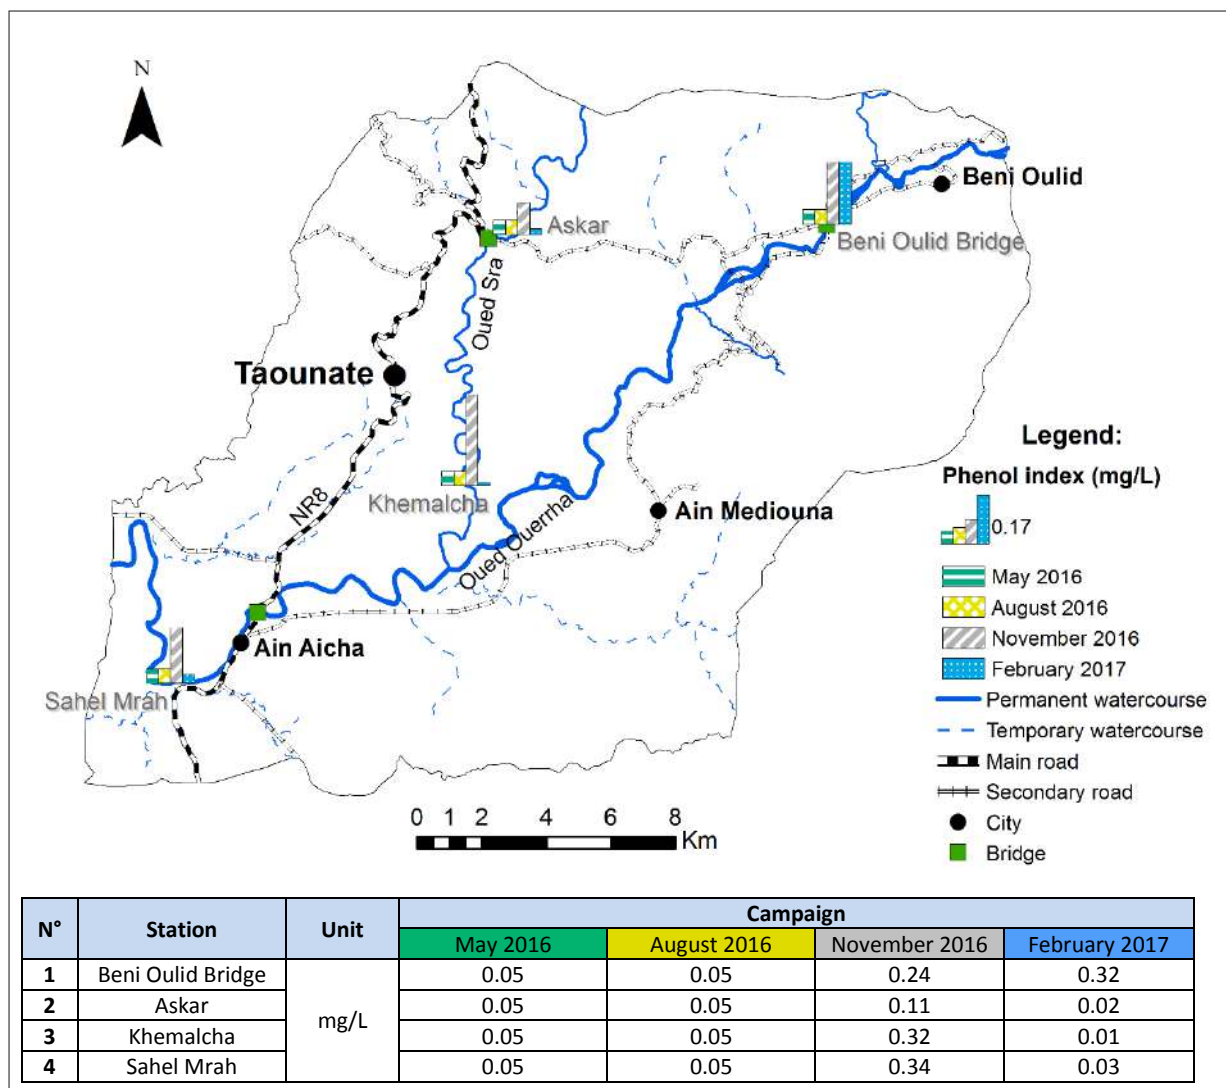 N
Beni Oulid
Askar
Beni Oulid Bridge
Oued Sra
Taounate
Legend:
Phenol index (mg/L)
0.17
Khemalcha
NR8
Ain Mediouna
Oued Ouerrha
May 2016
August 2016
November 2016
February 2017
Ain Aicha
Sahel Mrah
Permanent watercourse
Temporary watercourse
Main road
Secondary road
City
Bridge
0 1 2 4 6 8
Km
N° Station Unit Campaign
May 2016 August 2016 November 2016 February 2017
1 Beni Oulid Bridge mg/L 0.05 0.05 0.24 0.32
2 Askar 0.05 0.05 0.11 0.02
3 Khemalcha 0.05 0.05 0.32 0.01
4 Sahel Mrah 0.05 0.05 0.34 0.03